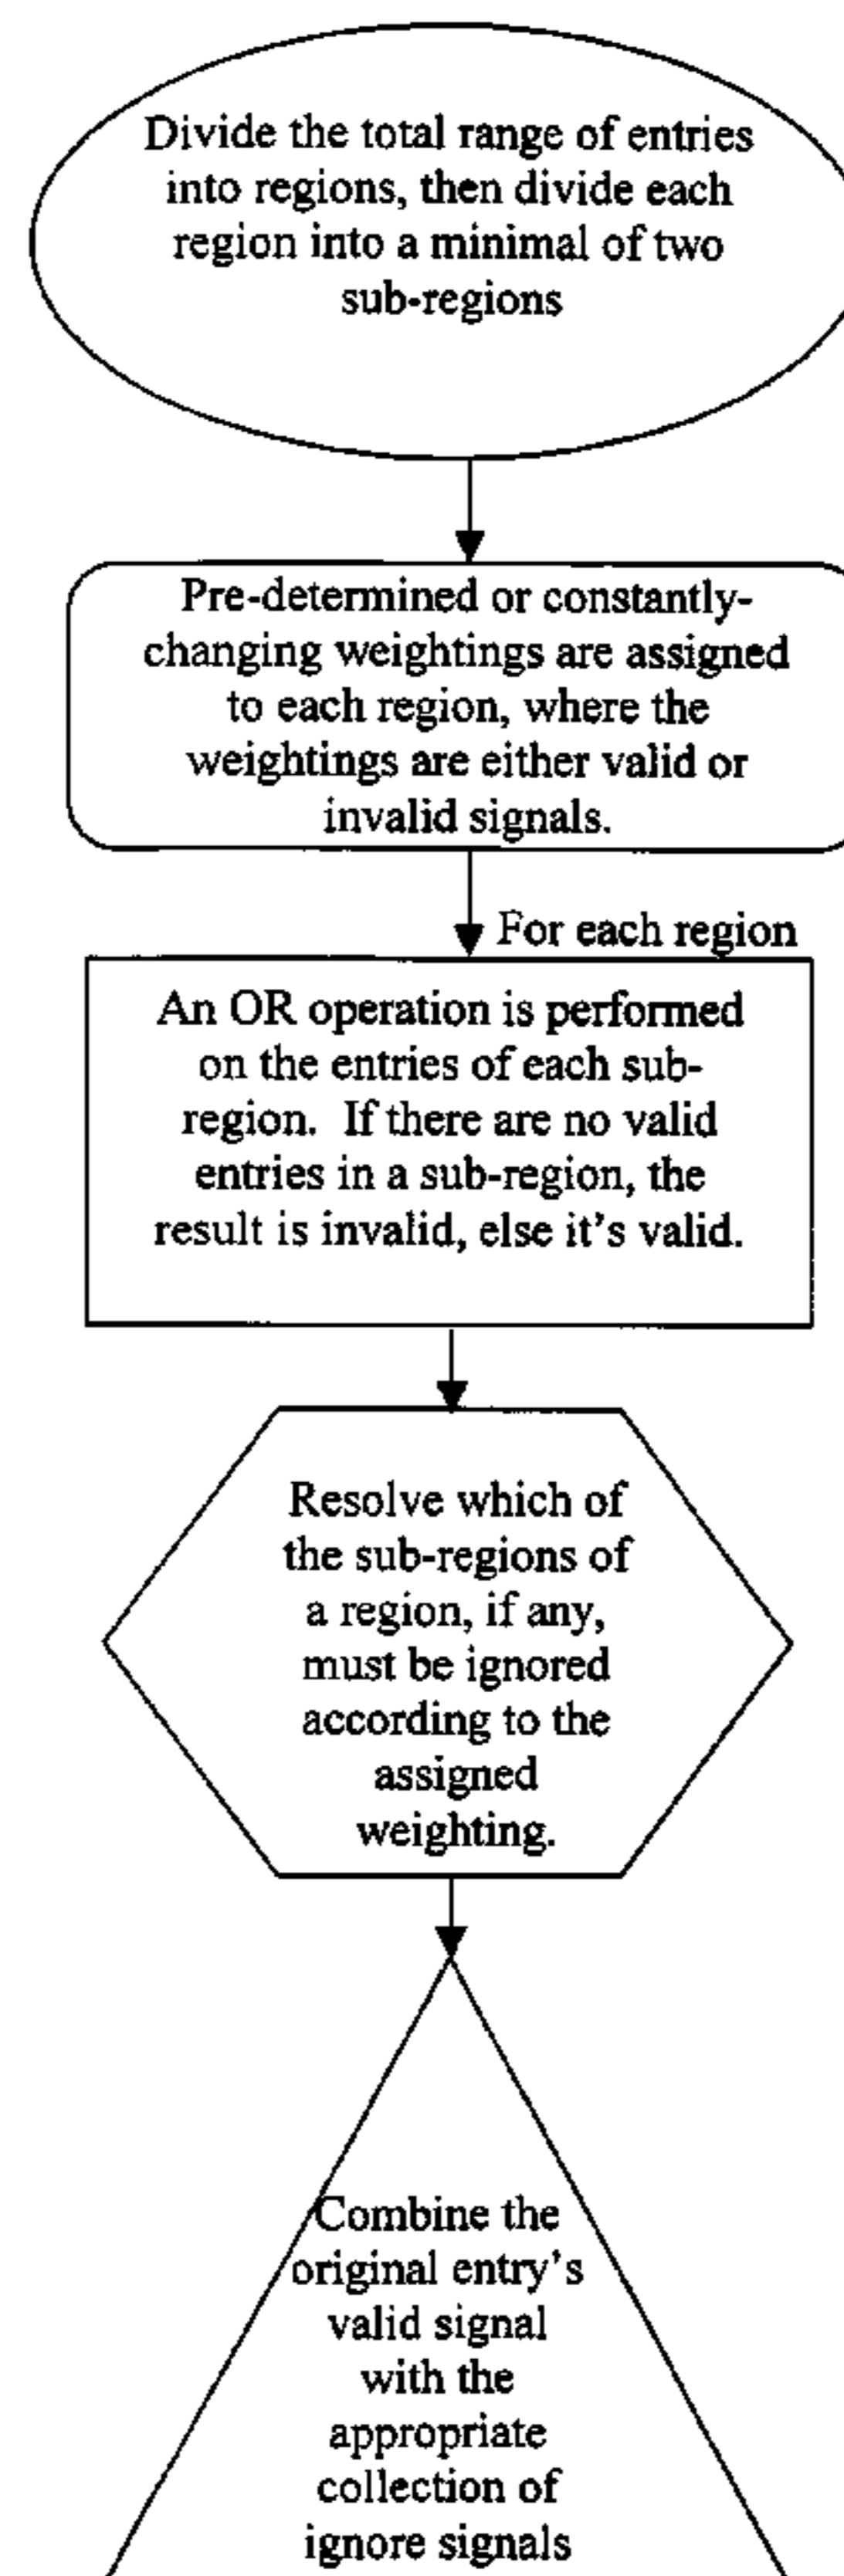 Divide the total range of entries
into regions, then divide each
region into a minimal of two
sub-regions
Pre-determined or constantly-
changing weightings are assigned
to each region, where the
weightings are either valid or
invalid signals.
For each region
An OR operation is performed
on the entries of each sub-
region. If there are no valid
entries in a sub-region, the
result is invalid, else it's valid.
Resolve which of
the sub-regions of
a region, if any,
must be ignored
according to the
assigned
weighting.
Combine the
original entry's
valid signal
with the
appropriate
collection of
ignore signals